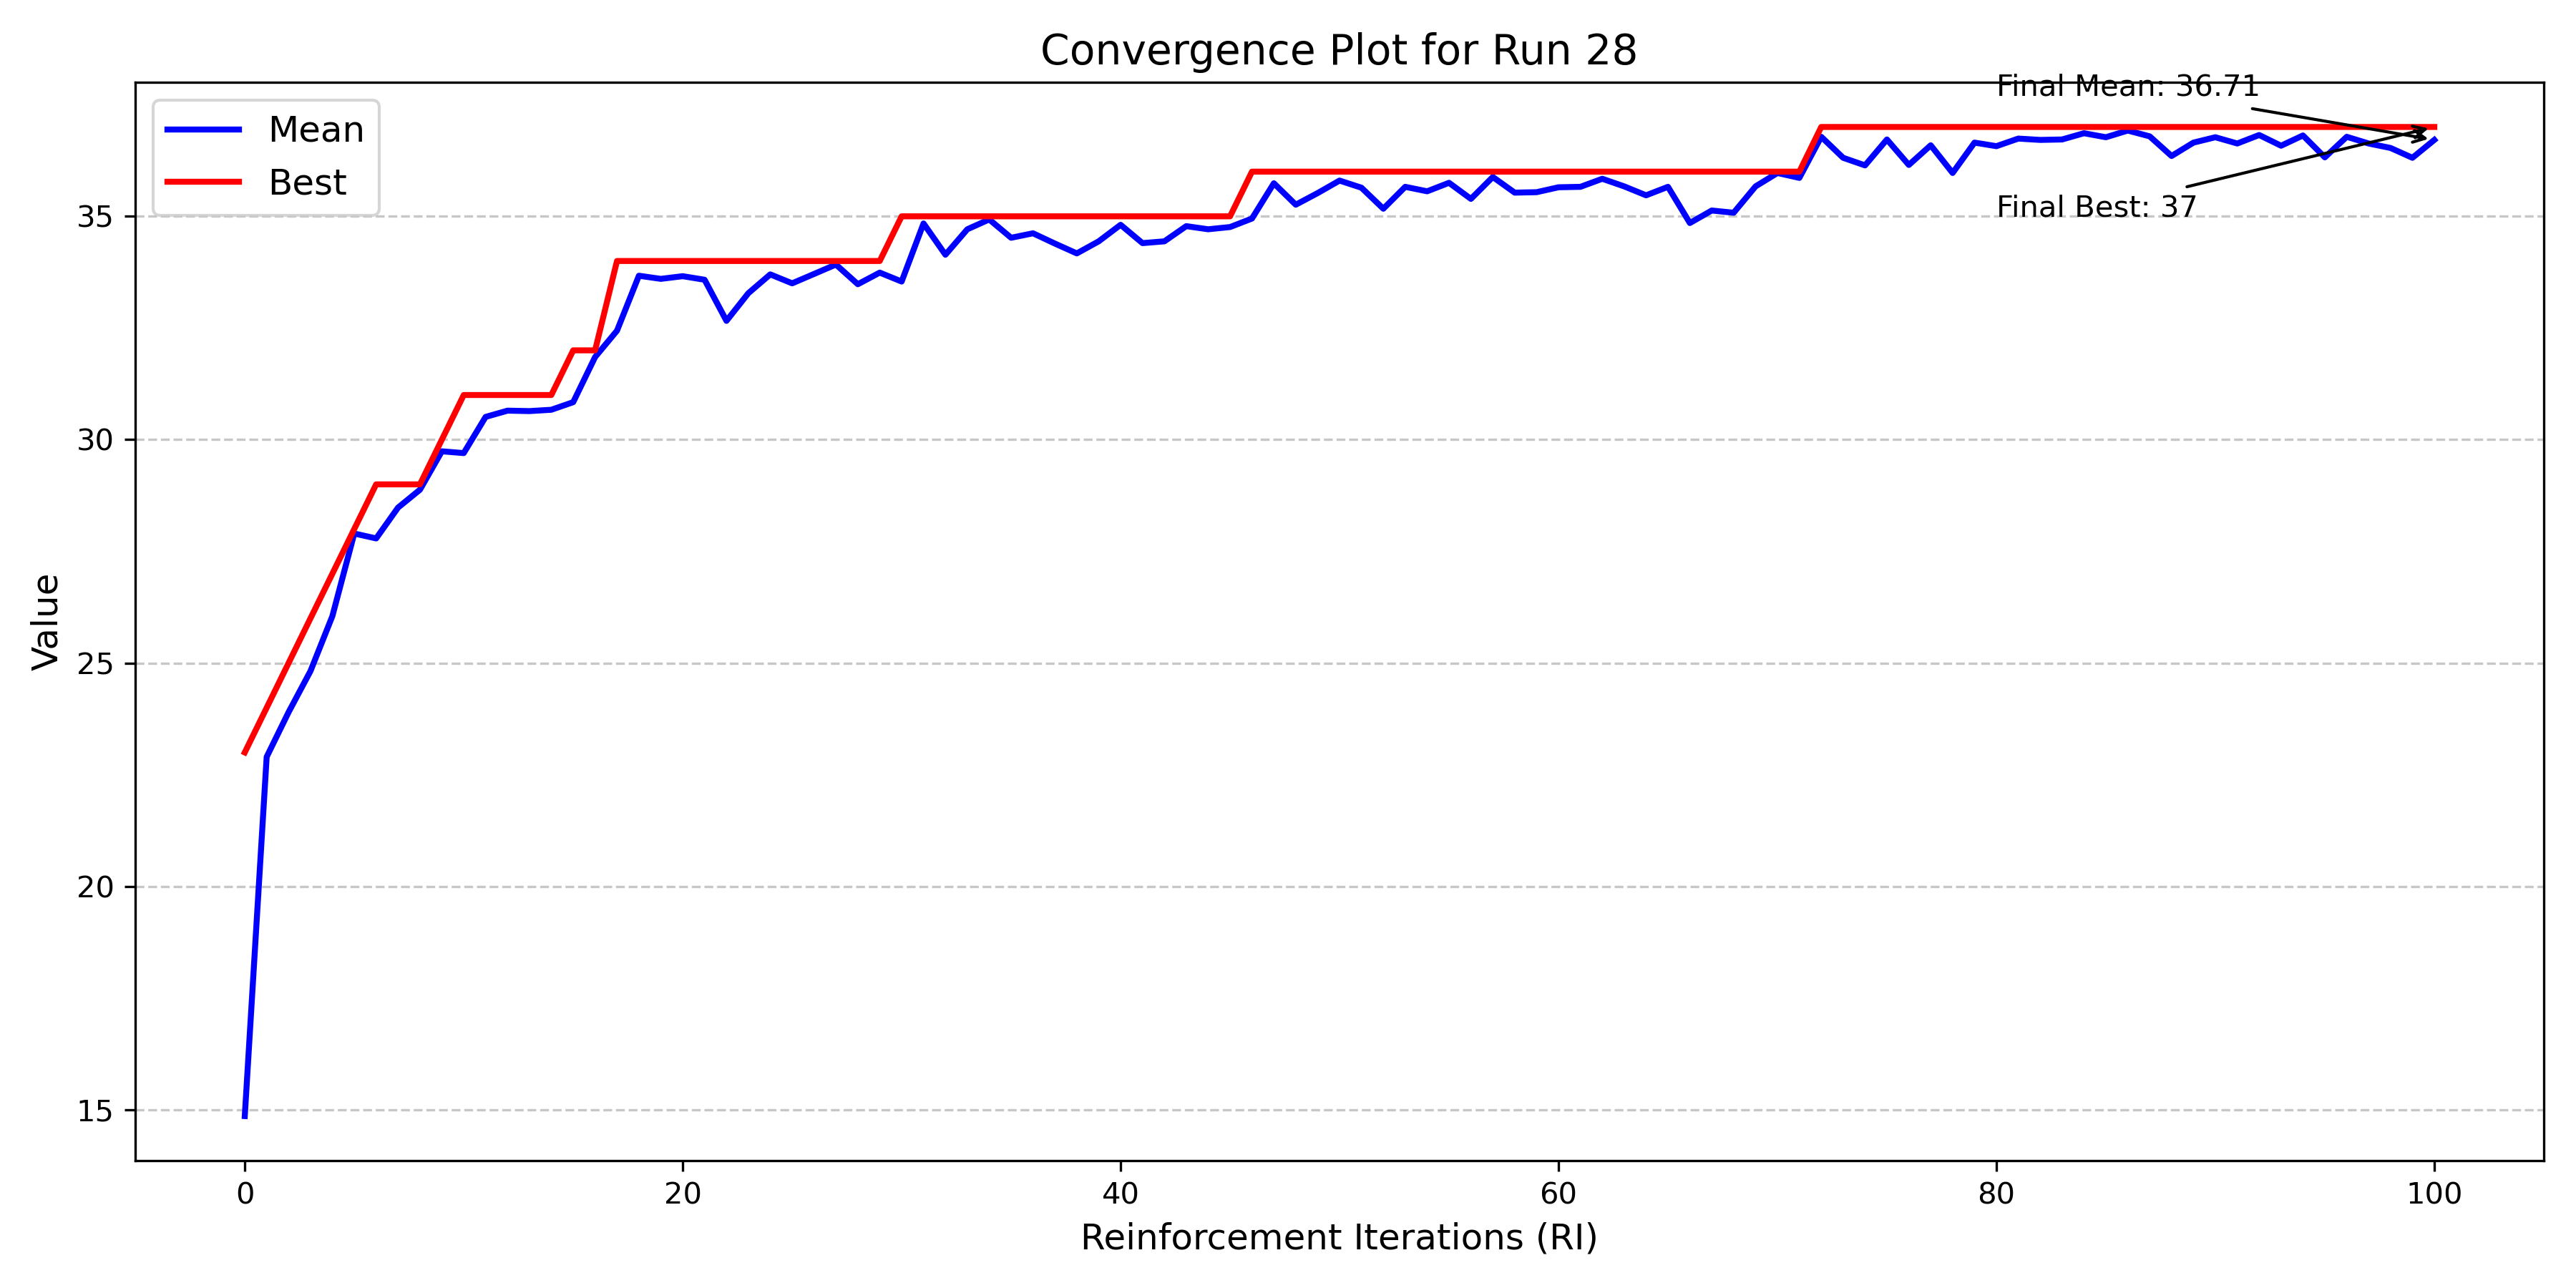 Convergence Plot for Run 28
Final Mean: 36.71
Mean
Best
Final Best: 37
35
30
25
20
15
Value
0
20
40
60
80
100
Reinforcement Iterations (RI)